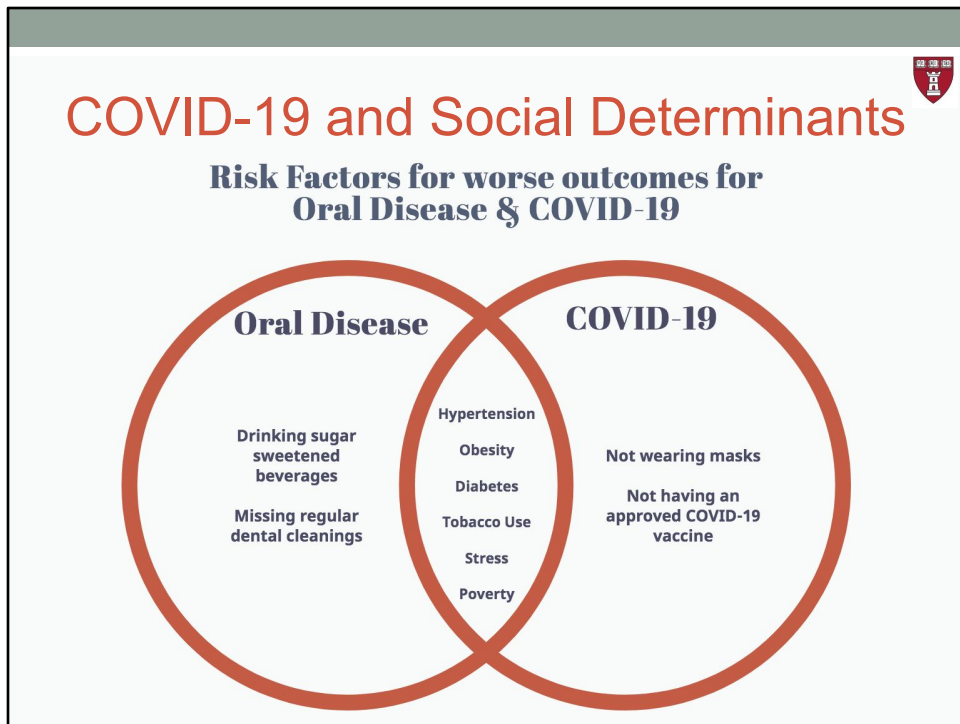 COVID-19 and Social Determinants
Risk Factors for worse outcomes for
Oral Disease & COVID-19
Oral Disease
Drinking sugar
sweetened
beverages
Missing regular
dental cleanings
Hypertension
Obesity
Diabetes
Tobacco Use
Stress
Poverty
COVID-19
Not wearing masks
Not having an
approved COVID-19
vaccine